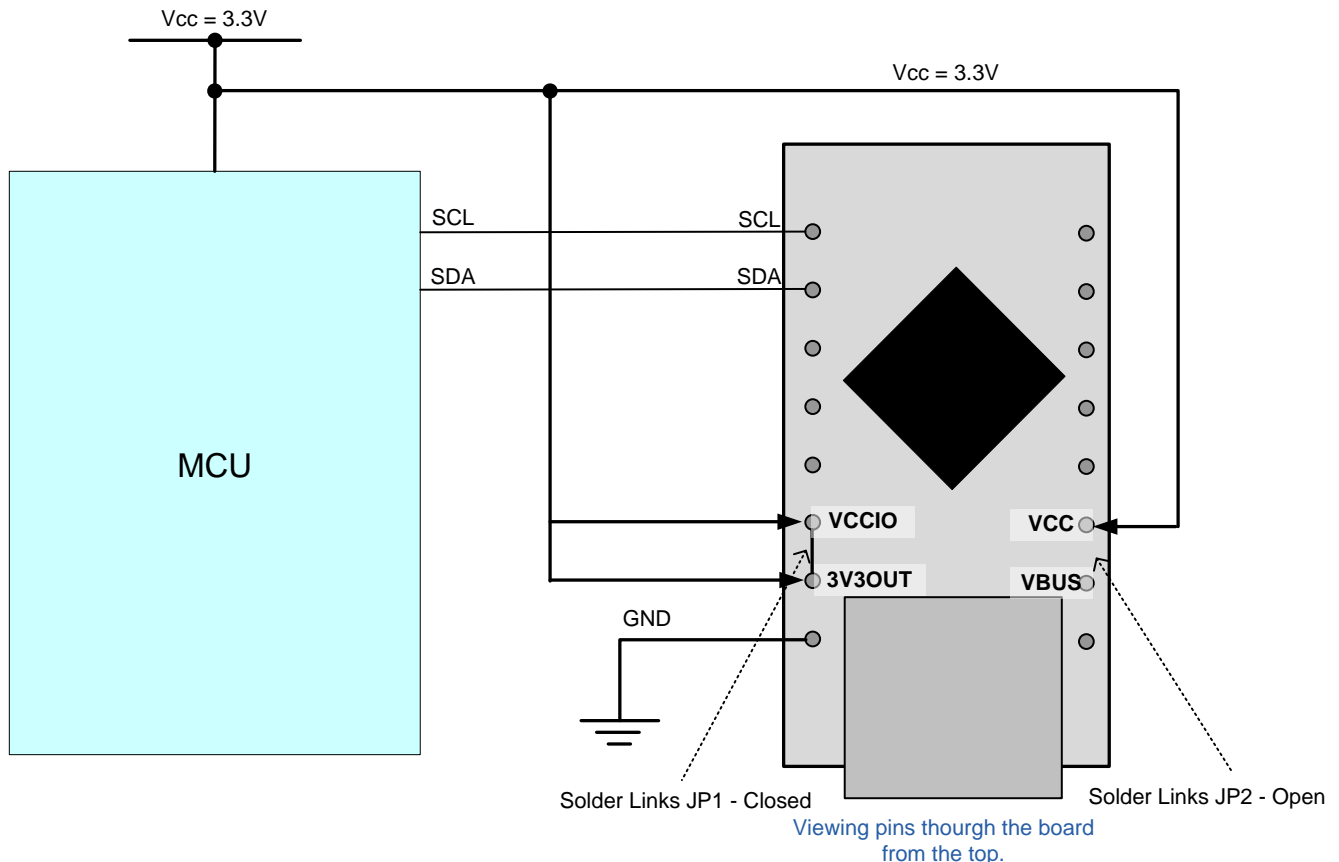 Vcc = 3.3V
Vcc = 3.3V
SCL
SCL
SDA
SDA
MCU
VCCIO
VCC
3V3OUT
VBUS
GND
Solder Links JP1 - Closed
Solder Links JP2 - Open
Viewing pins thourgh the board
from the top.